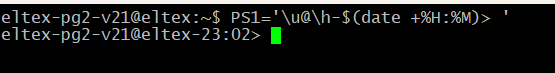 eltex-pg2-v21@eltex:~$ PS1='\u@\h-$(date +%H:%M)> '
eltex-pg2-v21@eltex-23:02>